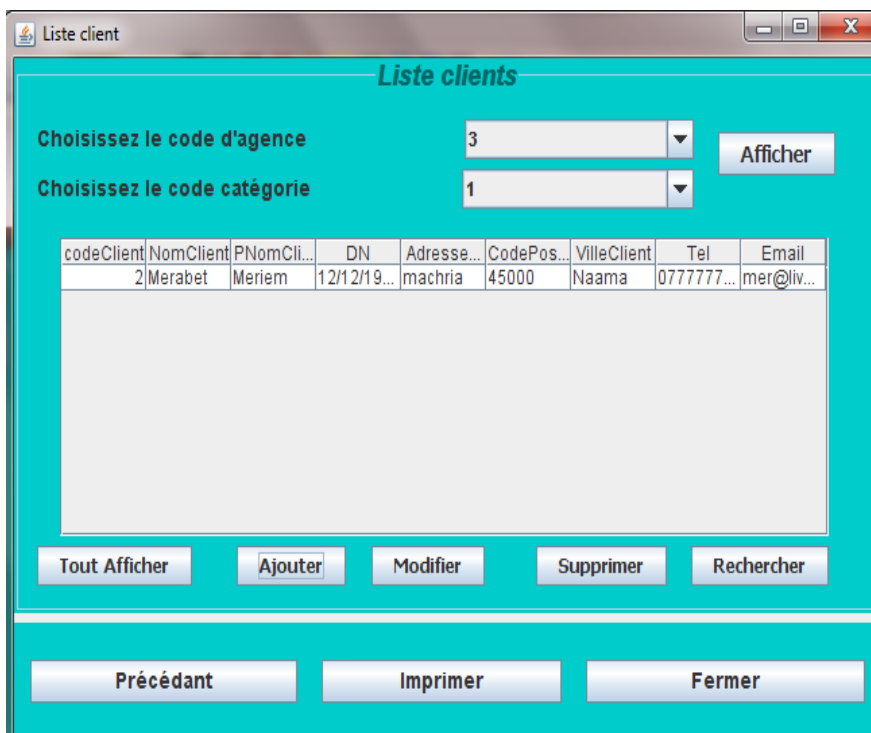 Liste client
Liste clients
Choisissez le code d'agence 3 Afficher
Choisissez le code catégorie 1
codeClient NomClient PNomCli... DN Adresse... CodePos... VilleClient Tel Email
2 Merabet Meriem 12/12/19... machria 45000 Naama 0777777... mer@liv...
Tout Afficher Ajouter Modifier Supprimer Rechercher
Précédant Imprimer Fermer